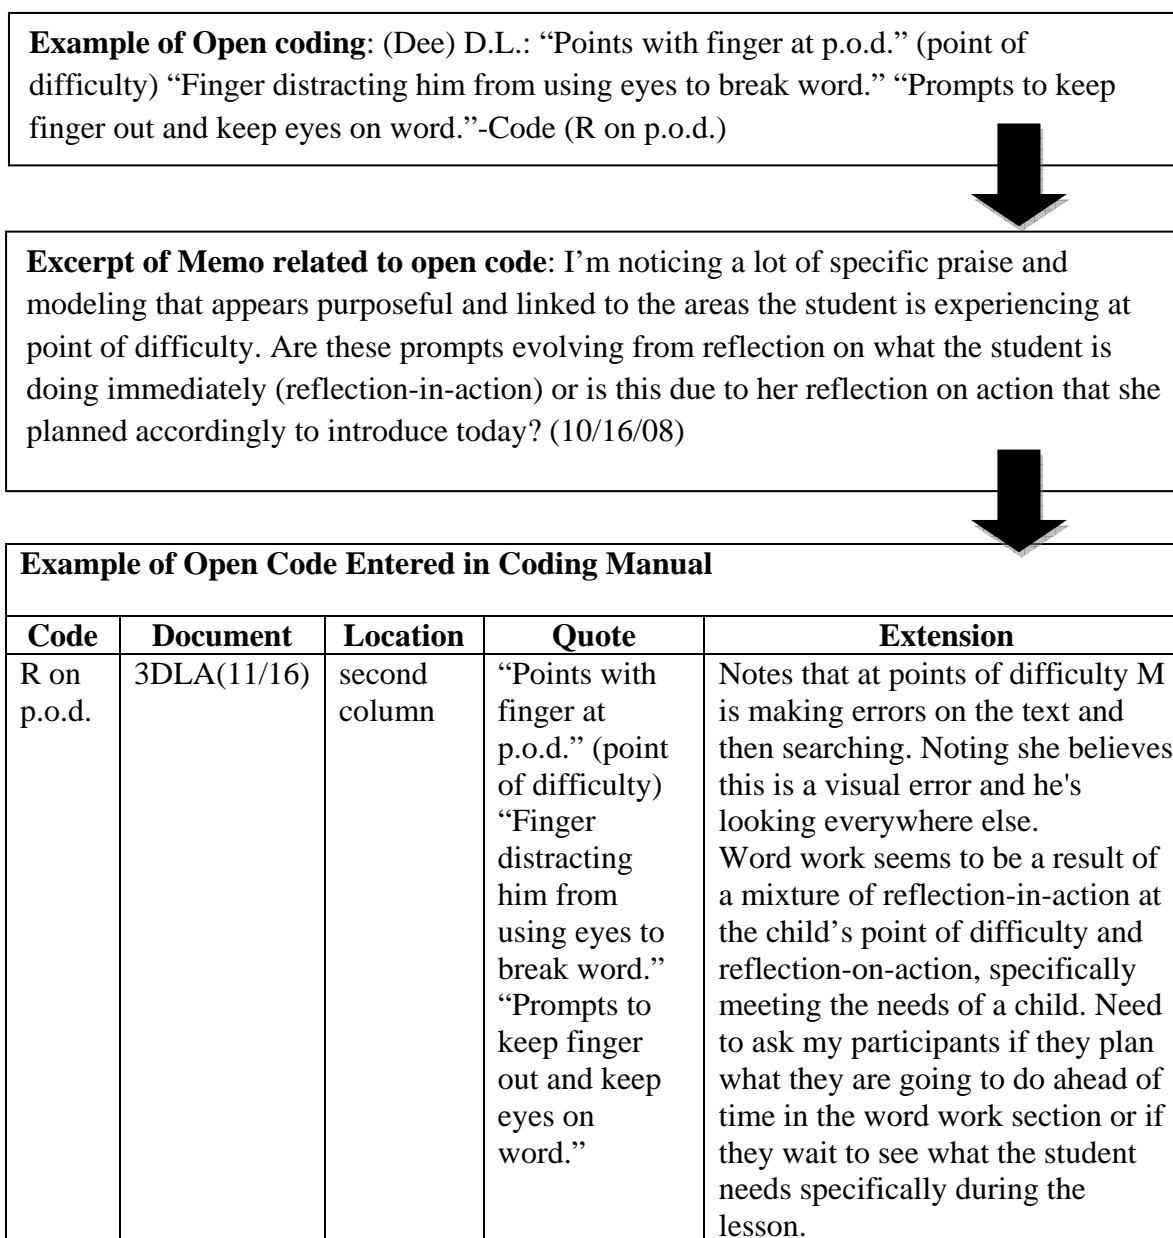 Example of Open coding: (Dee) D.L.: “Points with finger at p.o.d.” (point of
difficulty) “Finger distracting him from using eyes to break word.” “Prompts to keep
finger out and keep eyes on word.”-Code (R on p.o.d.)
Excerpt of Memo related to open code: I’m noticing a lot of specific praise and
modeling that appears purposeful and linked to the areas the student is experiencing at
point of difficulty. Are these prompts evolving from reflection on what the student is
doing immediately (reflection-in-action) or is this due to her reflection on action that she
planned accordingly to introduce today? (10/16/08)
Example of Open Code Entered in Coding Manual
Code Document Location Quote Extension
R on
p.o.d.
3DLA(11/16)
second
column
“Points with
finger at
p.o.d.” (point
of difficulty)
“Finger
distracting
him from
using eyes to
break word.”
“Prompts to
keep finger
out and keep
eyes on
word.”
Notes that at points of difficulty M
is making errors on the text and
then searching. Noting she believes
this is a visual error and he's
looking everywhere else.
Word work seems to be a result of
a mixture of reflection-in-action at
the child’s point of difficulty and
reflection-on-action, specifically
meeting the needs of a child. Need
to ask my participants if they plan
what they are going to do ahead of
time in the word work section or if
they wait to see what the student
needs specifically during the
lesson.